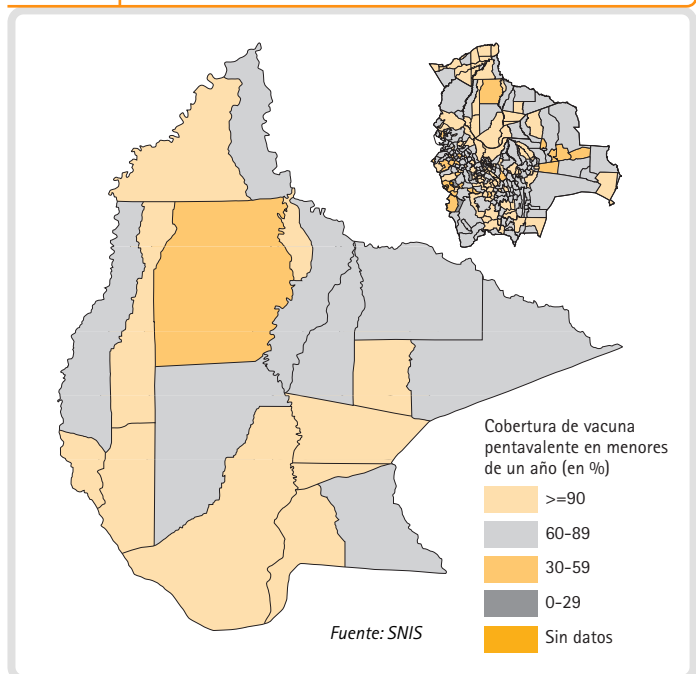 Cobertura de vacuna
pentavalente en menores
de un año (en %)
>=90
60-89
30-59
0-29
Sin datos
Fuente: SNIS